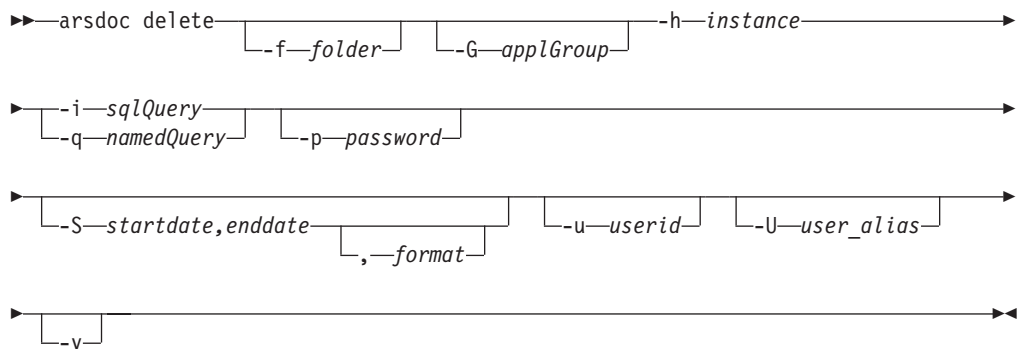 arsdoc delete -h instance
-f folder -G applGroup
-i sqlQuery
-q namedQuery -p password
-S startdate,enddate -u userid -U user_alias
, format
-v